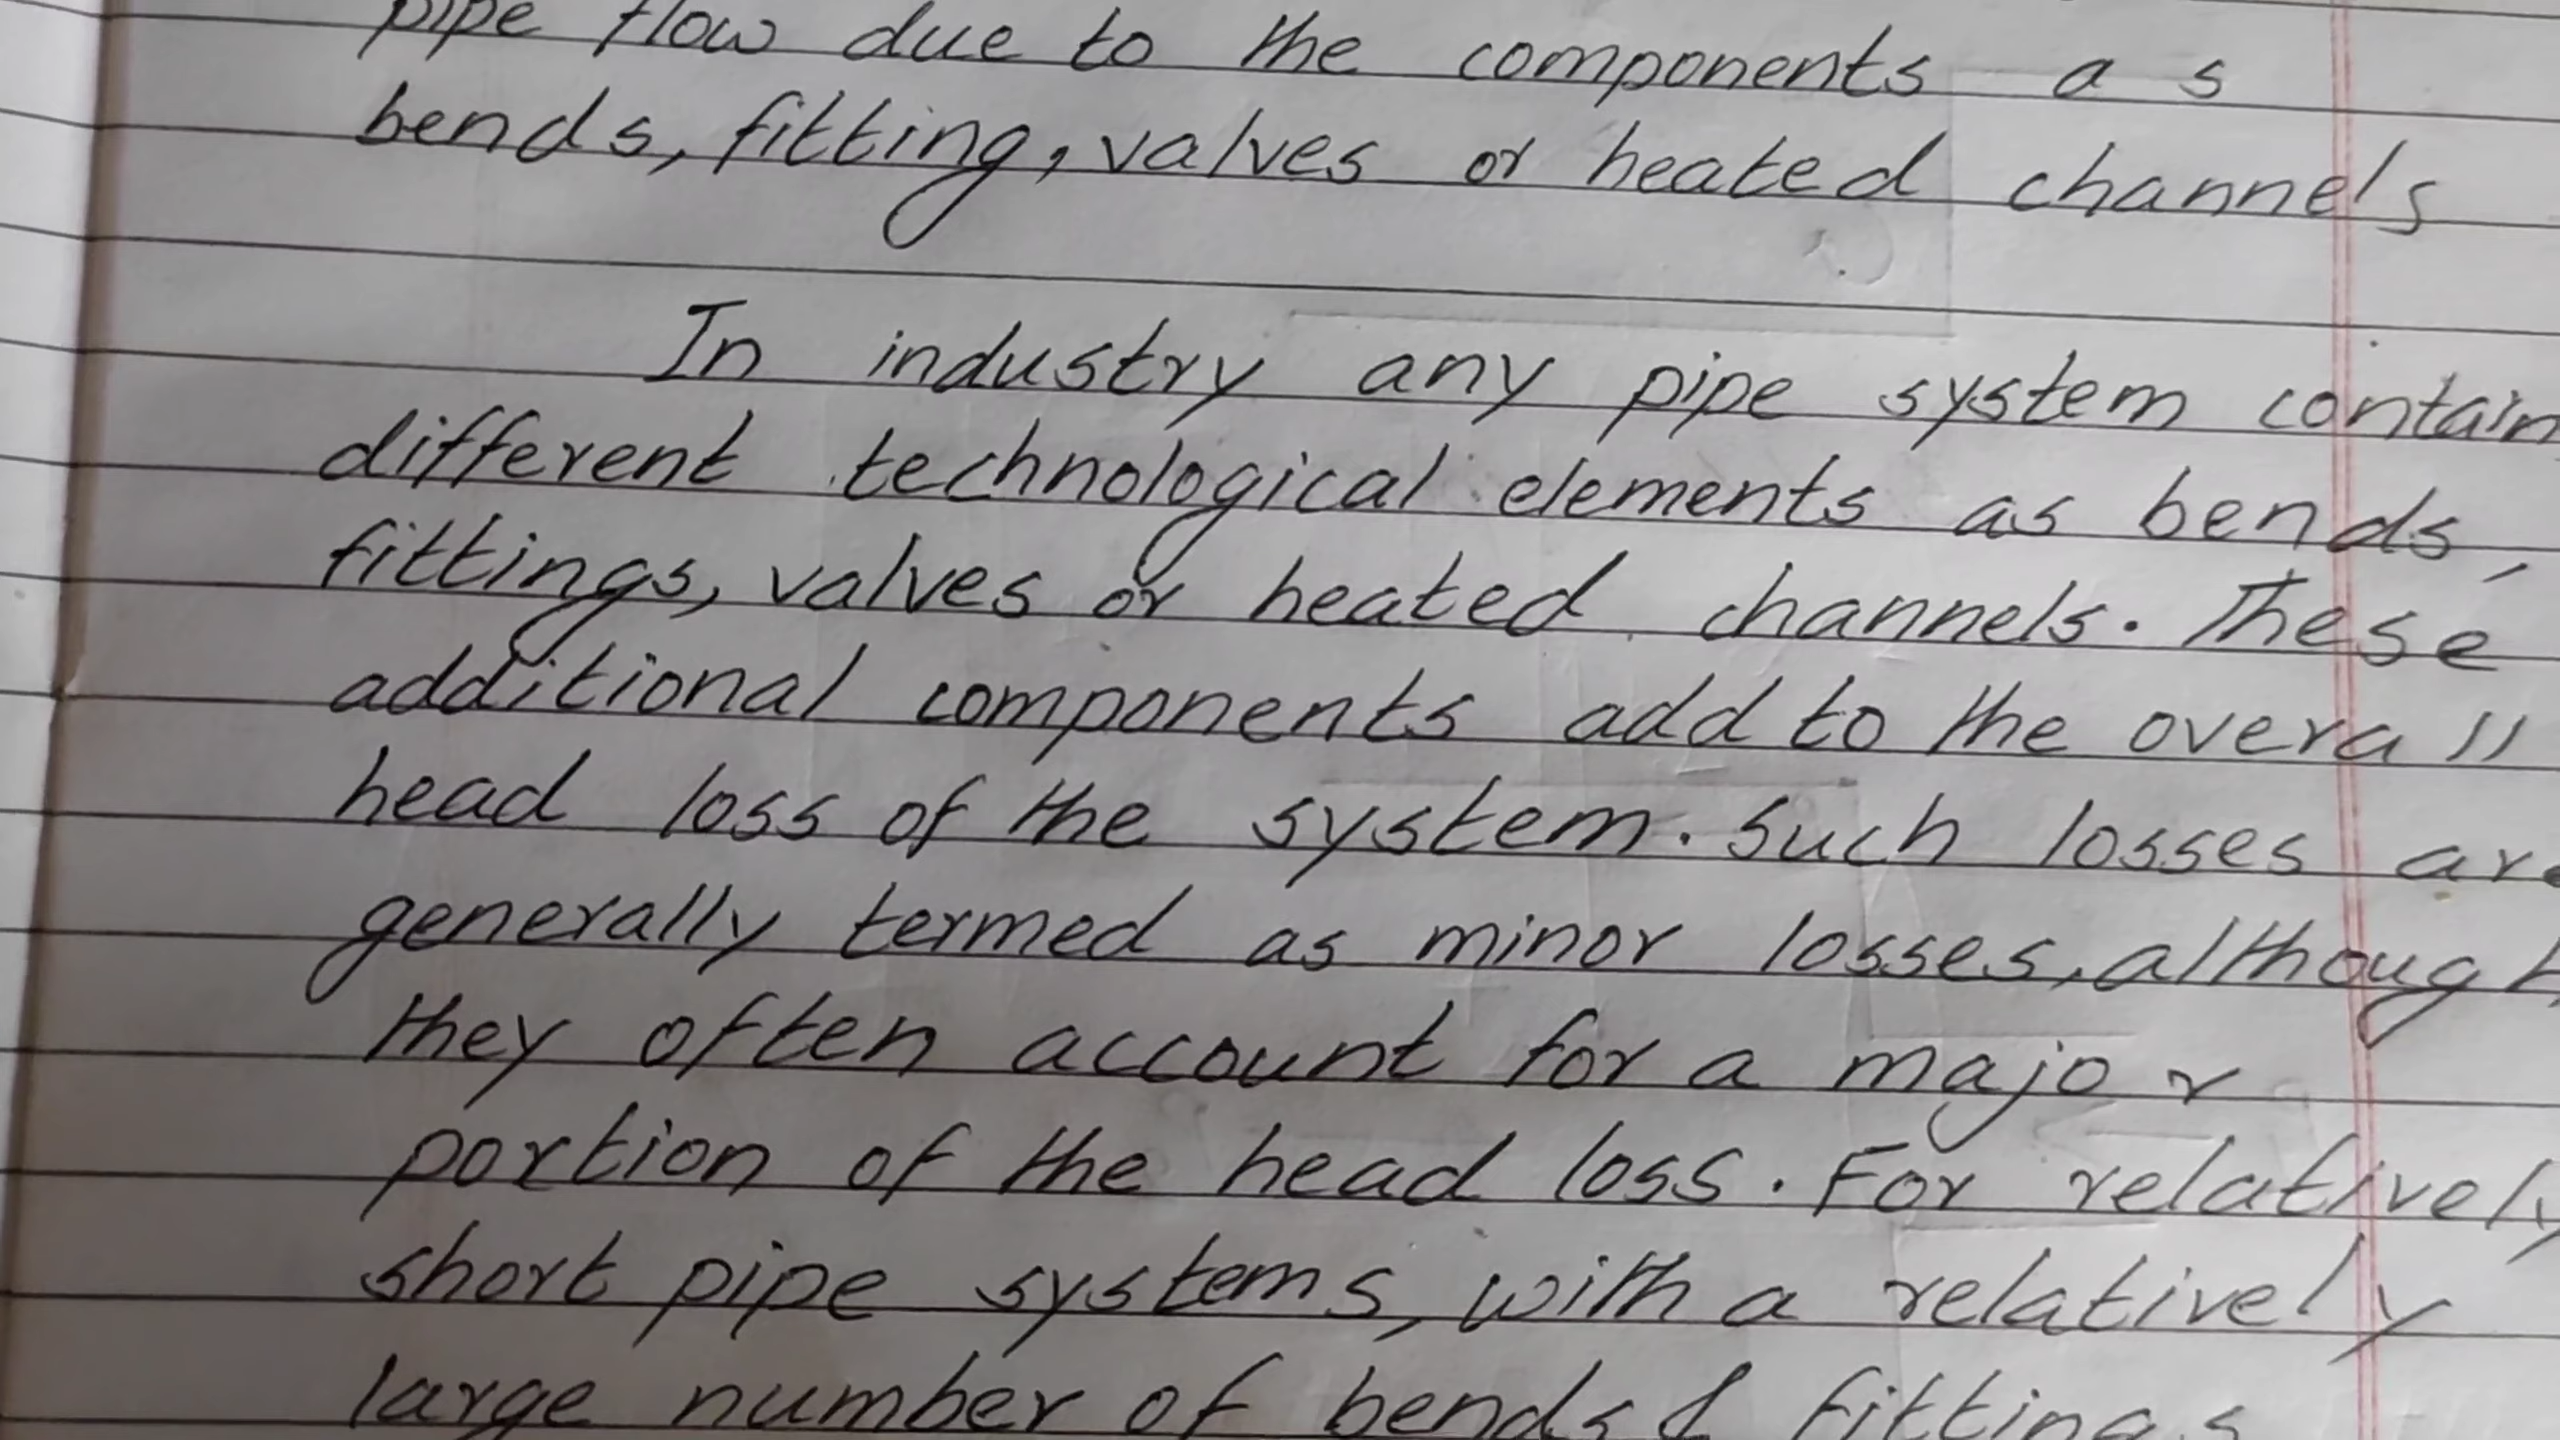 pipe flow due to the components as
bends, fitting, valves or heated channels
In industry any pipe system contain
different technological elements as bends,
fittings, valves or heated channels. These
additional components add to the overall
head loss of the system. Such losses are
generally termed as minor losses, although
they often account for a major
portion of the head loss. For relatively
short pipe systems, with a relatively
large number of bends & fittings